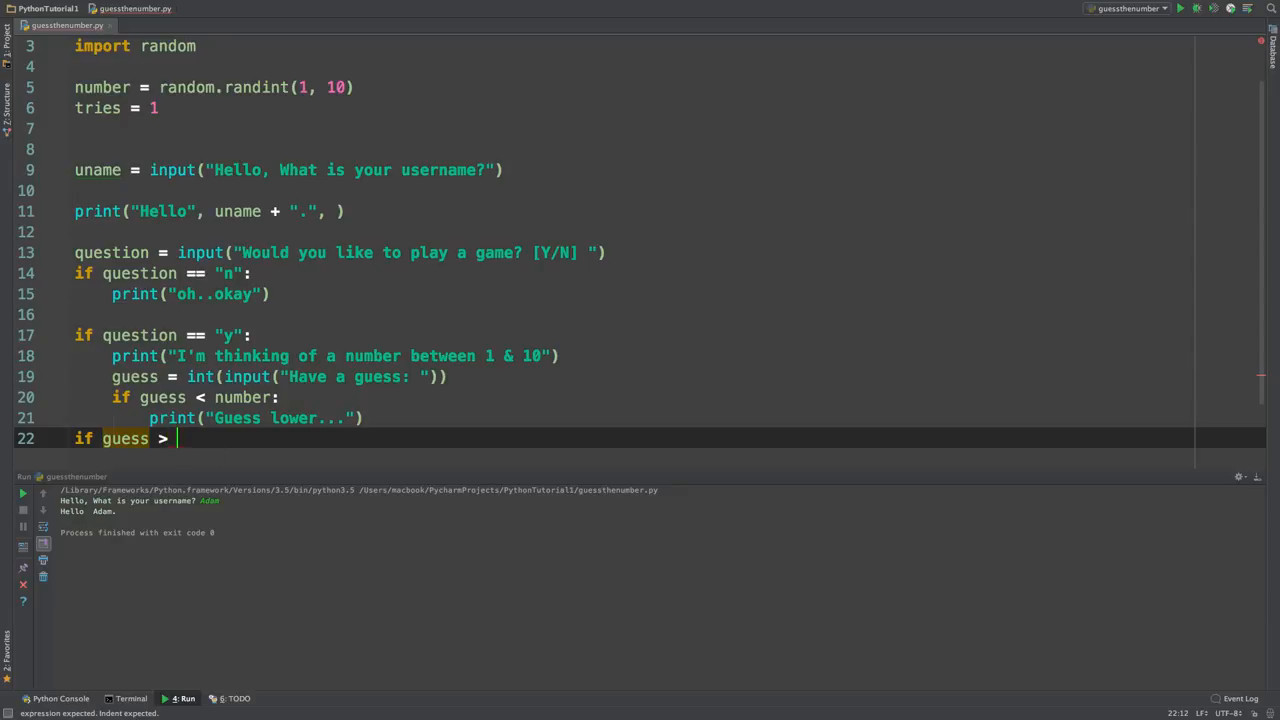 PythonTutorial1 guessthenumber.py guessthenumber
guessthenumber.py
1: Project
Z: Structure
2: Favorites
Database
3 import random
4
5 number = random.randint(1, 10)
6 tries = 1
7
8
9 uname = input("Hello, What is your username?")
10
11 print("Hello", uname + ".", )
12
13 question = input("Would you like to play a game? [Y/N] ")
14 if question == "n":
15 print("oh..okay")
16
17 if question == "y":
18 print("I'm thinking of a number between 1 & 10")
19 guess = int(input("Have a guess: "))
20 if guess < number:
21 print("Guess lower...")
22 if guess >
Run guessthenumber
/Library/Frameworks/Python.framework/Versions/3.5/bin/python3.5 /Users/macbook/PycharmProjects/PythonTutorial1/guessthenumber.py
Hello, What is your username? Adam
Hello  Adam.
Process finished with exit code 0
Python Console Terminal 4: Run 6: TODO Event Log
expression expected. Indent expected. 22:12 LF÷ UTF-8÷